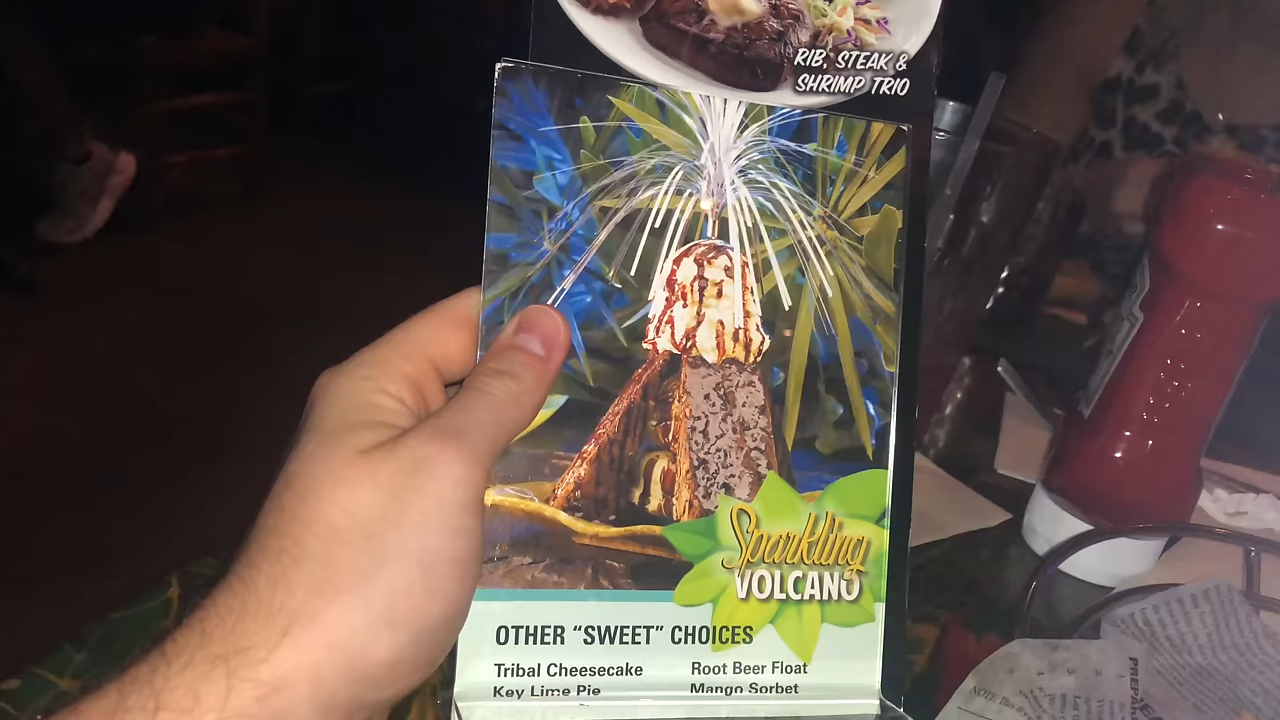 RIB, STEAK &
SHRIMP TRIO
Sparkling
VOLCANO
OTHER "SWEET" CHOICES
Tribal Cheesecake
Root Beer Float
Key Lime Pie
Mango Sorbet